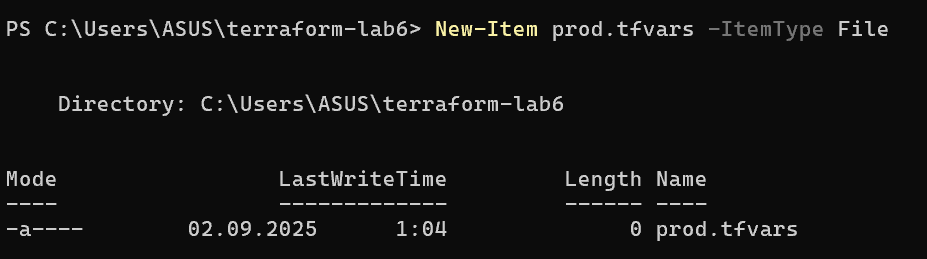 PS C:\Users\ASUS\terraform-lab6> New-Item prod.tfvars -ItemType File
Directory: C:\Users\ASUS\terraform-lab6
Mode                LastWriteTime         Length Name
----                -------------         ------ ----
-a----        02.09.2025      1:04              0 prod.tfvars